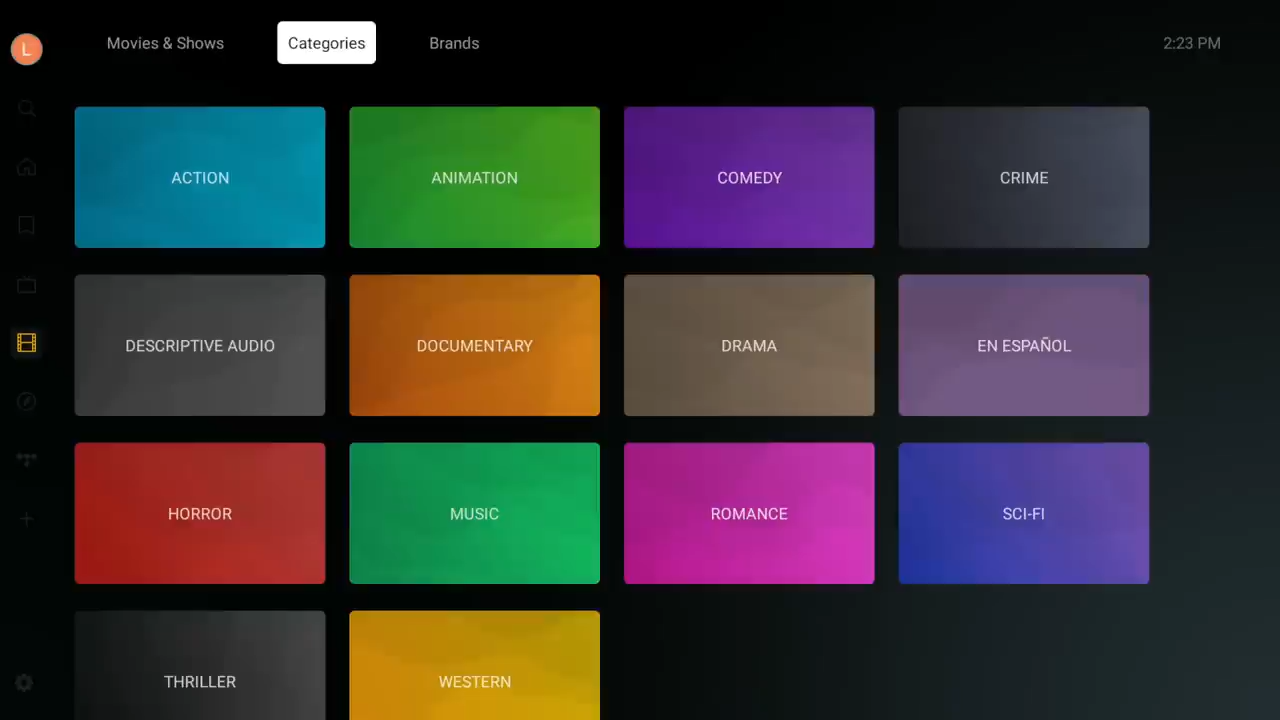 L
Movies & Shows
Categories
Brands
2:23 PM
ACTION
ANIMATION
COMEDY
CRIME
DESCRIPTIVE AUDIO
DOCUMENTARY
DRAMA
EN ESPAÑOL
HORROR
MUSIC
ROMANCE
SCI-FI
THRILLER
WESTERN